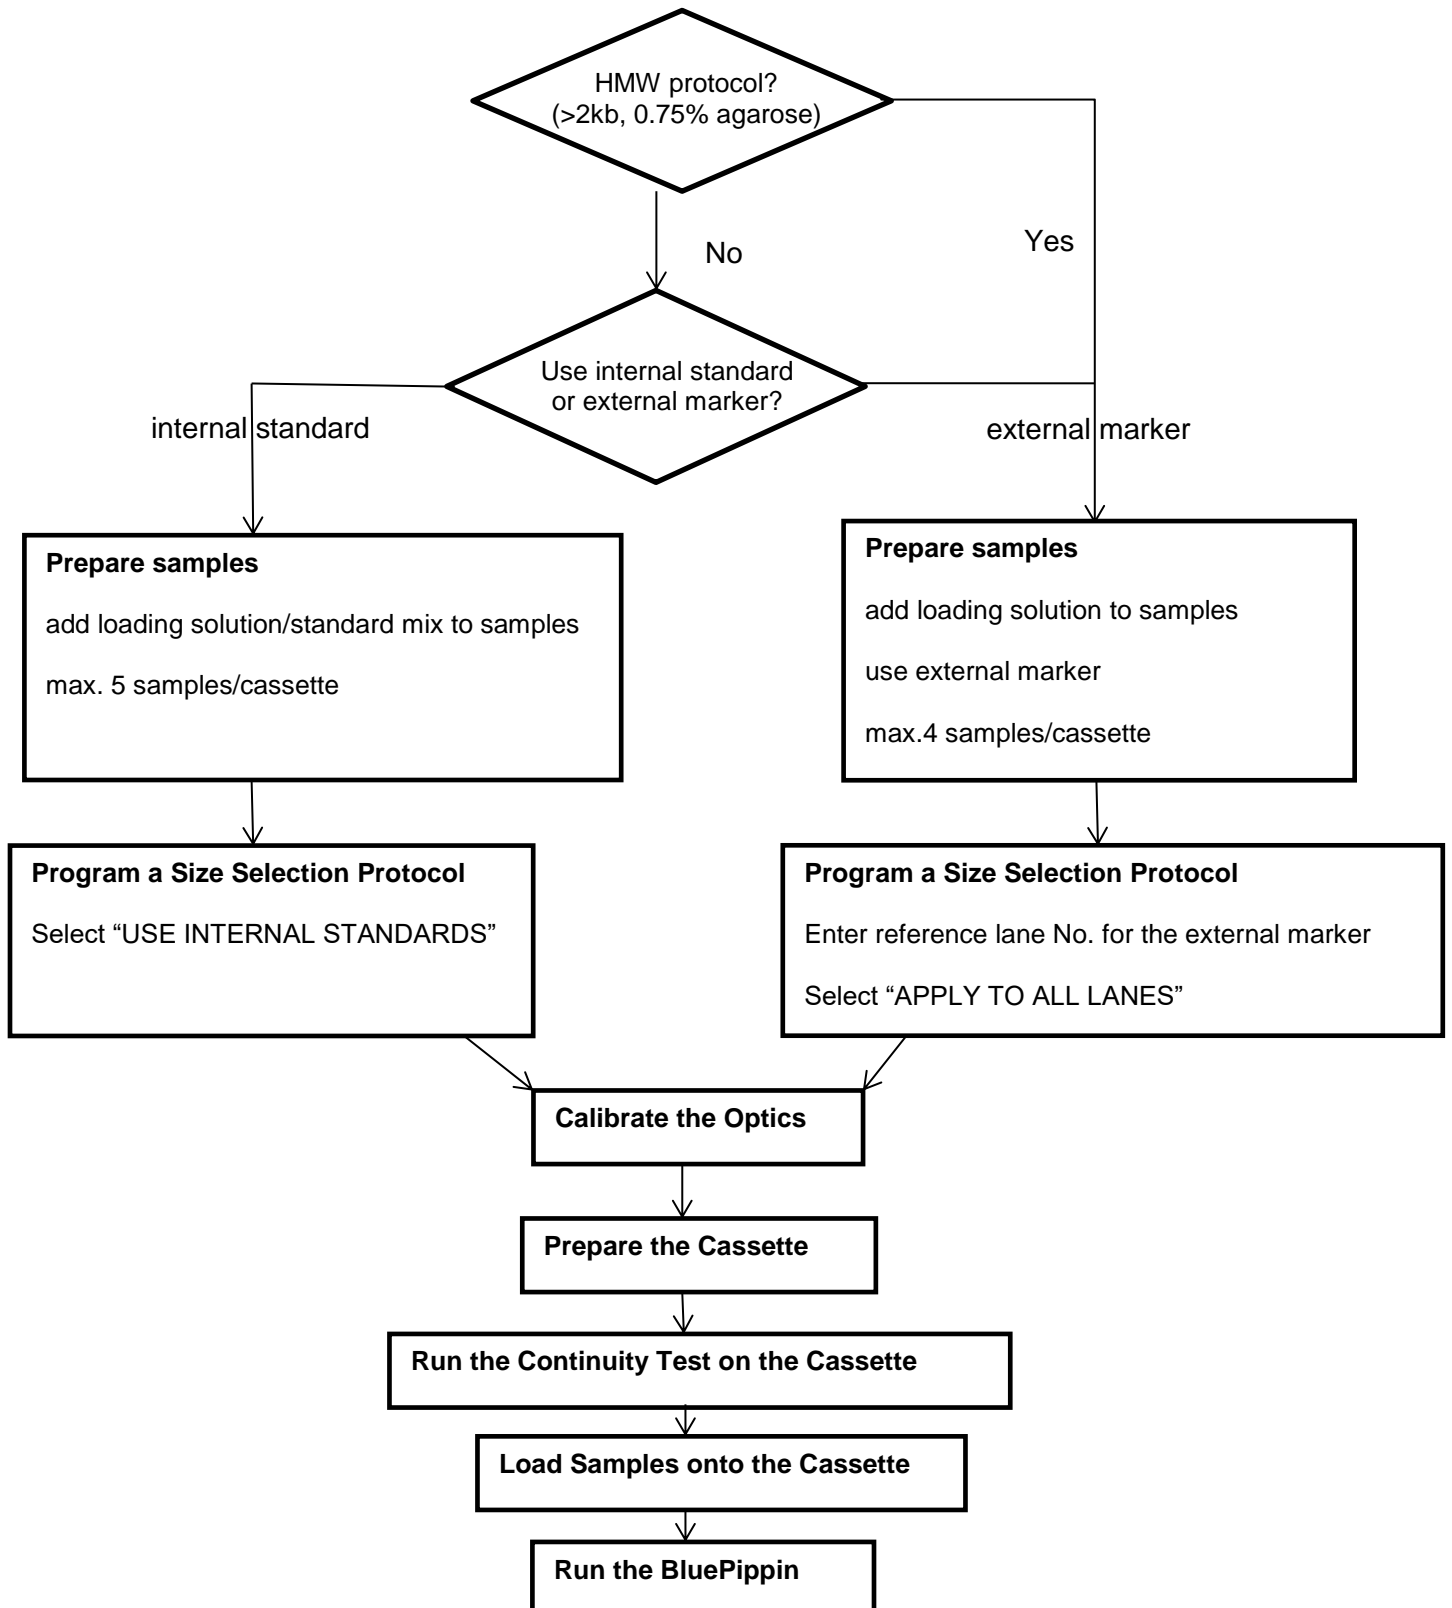 HMW protocol?
(>2kb, 0.75% agarose)
No
Yes
Use internal standard
or external marker?
internal standard
external marker
Prepare samples
add loading solution/standard mix to samples
max. 5 samples/cassette
Prepare samples
add loading solution to samples
use external marker
max.4 samples/cassette
Program a Size Selection Protocol
Select “USE INTERNAL STANDARDS”
Program a Size Selection Protocol
Enter reference lane No. for the external marker
Select “APPLY TO ALL LANES”
Calibrate the Optics
Prepare the Cassette
Run the Continuity Test on the Cassette
Load Samples onto the Cassette
Run the BluePippin